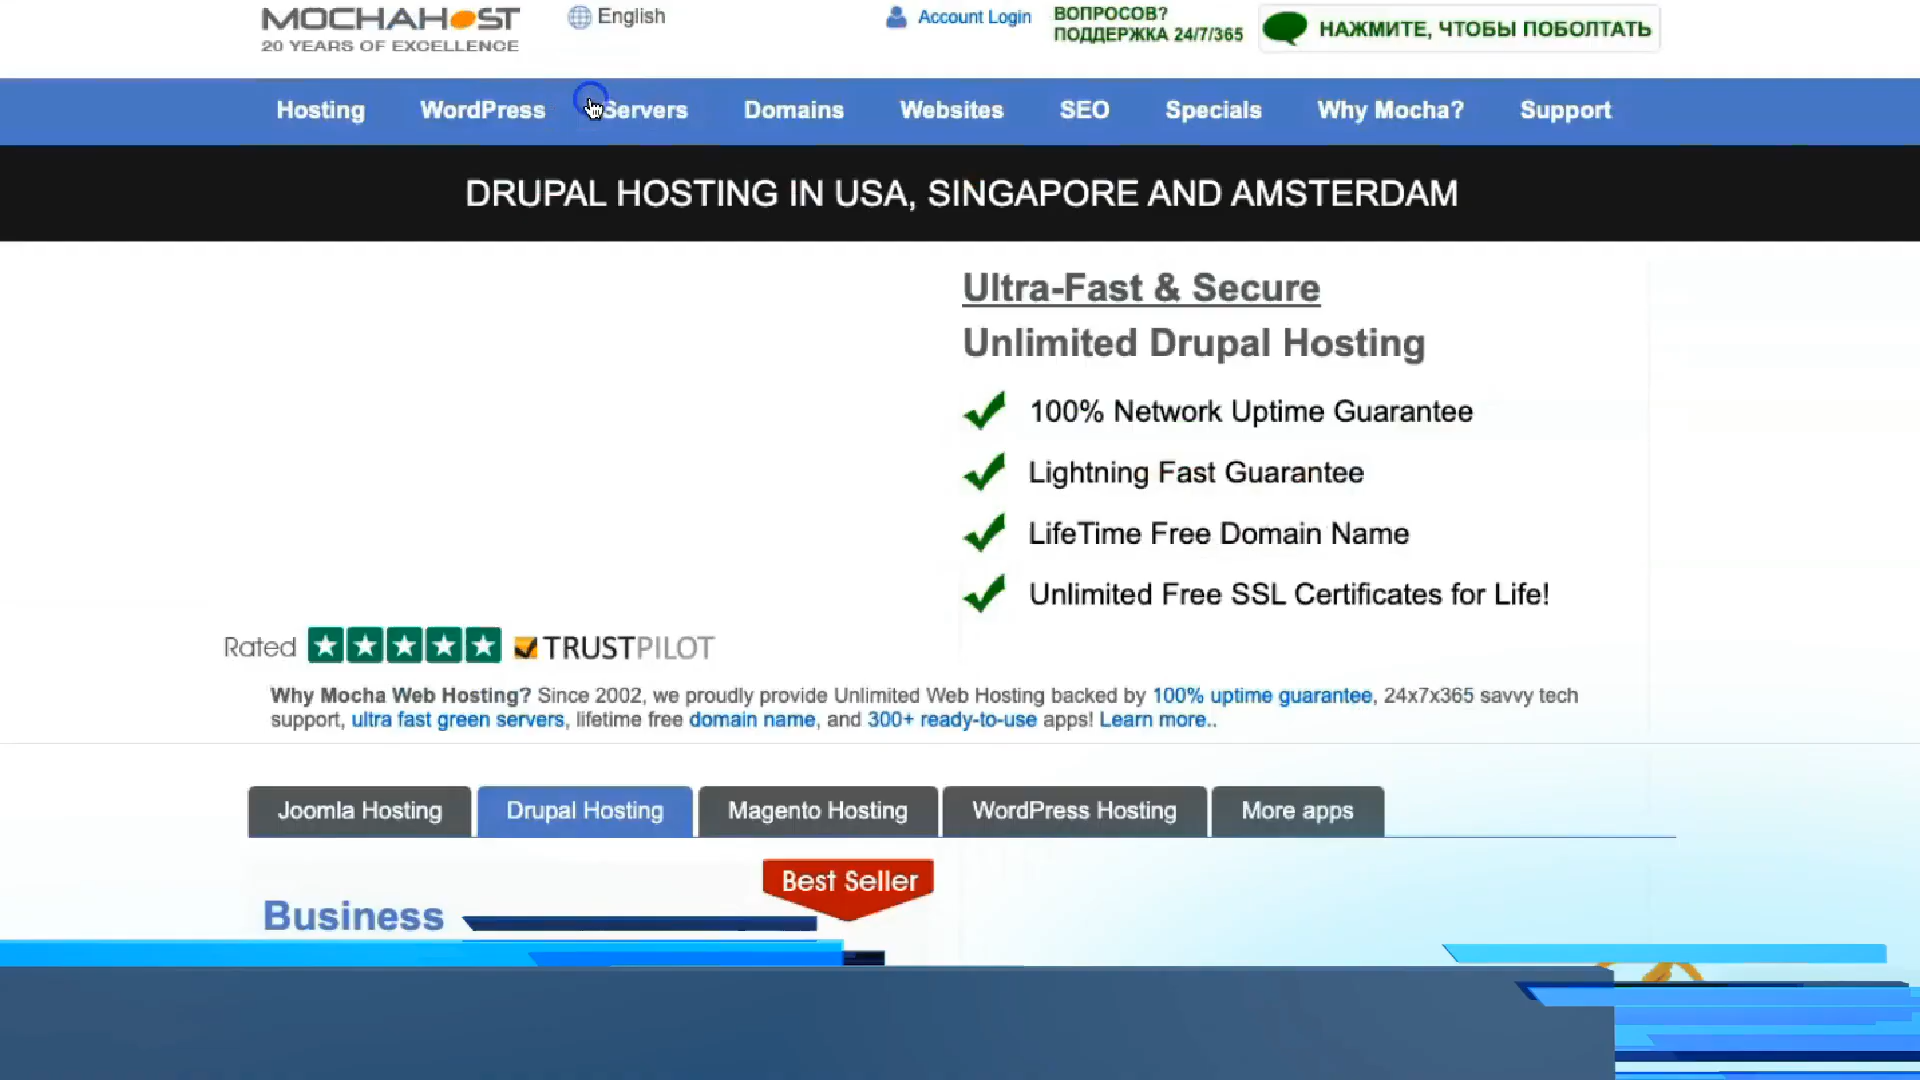 MOCHAHOST
20 YEARS OF EXCELLENCE
English
Account Login
ВОПРОСОВ?
ПОДДЕРЖКА 24/7/365
НАЖМИТЕ, ЧТОБЫ ПОБОЛТАТЬ
Hosting WordPress Servers Domains Websites SEO Specials Why Mocha? Support
DRUPAL HOSTING IN USA, SINGAPORE AND AMSTERDAM
Ultra-Fast & Secure
Unlimited Drupal Hosting
100% Network Uptime Guarantee
Lightning Fast Guarantee
LifeTime Free Domain Name
Unlimited Free SSL Certificates for Life!
Rated TRUSTPILOT
Why Mocha Web Hosting? Since 2002, we proudly provide Unlimited Web Hosting backed by 100% uptime guarantee, 24x7x365 savvy tech
support, ultra fast green servers, lifetime free domain name, and 300+ ready-to-use apps! Learn more..
Joomla Hosting Drupal Hosting Magento Hosting WordPress Hosting More apps
Best Seller
Business